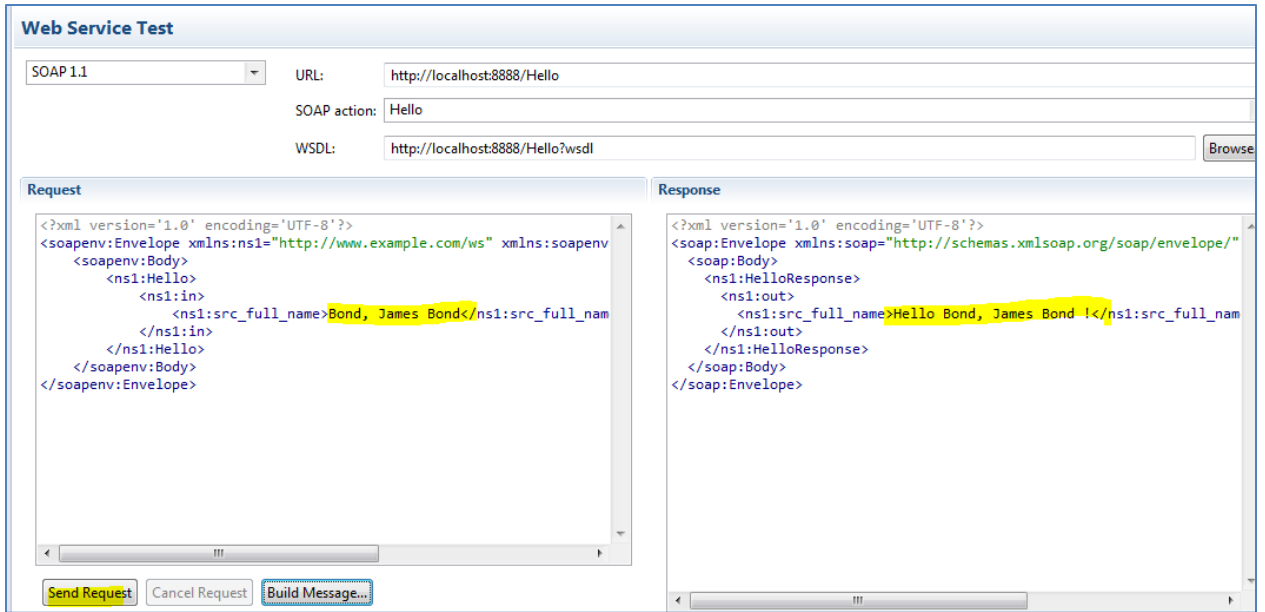 Web Service Test
SOAP 1.1
URL: http://localhost:8888/Hello
SOAP action: Hello
WSDL: http://localhost:8888/Hello?wsdl Browse
Request
<?xml version='1.0' encoding='UTF-8'?>
<soapenv:Envelope xmlns:ns1="http://www.example.com/ws" xmlns:soapenv
<soapenv:Body>
<ns1:Hello>
<ns1:in>
<ns1:src_full_name>Bond, James Bond</ns1:src_full_nam
</ns1:in>
</ns1:Hello>
</soapenv:Body>
</soapenv:Envelope>
Send Request Cancel Request Build Message...
Response
<?xml version='1.0' encoding='UTF-8'?>
<soap:Envelope xmlns:soap="http://schemas.xmlsoap.org/soap/envelope/"
<soap:Body>
<ns1:HelloResponse>
<ns1:out>
<ns1:src_full_name>Hello Bond, James Bond !</ns1:src_full_nam
</ns1:out>
</ns1:HelloResponse>
</soap:Body>
</soap:Envelope>